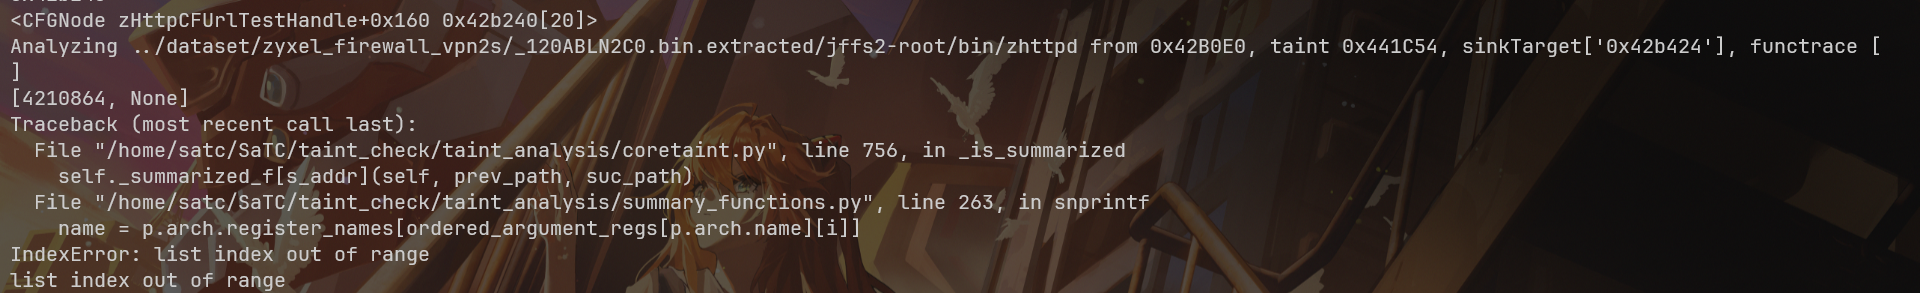 <CFGNode zHttpCFUrlTestHandle+0x160 0x42b240[20]>
Analyzing ../dataset/zyxel_firewall_vpn2s/_120ABLN2C0.bin.extracted/jffs2-root/bin/zhttpd from 0x42B0E0, taint 0x441C54, sinkTarget['0x42b424'], functrace [
]
[4210864, None]
Traceback (most recent call last):
  File "/home/satc/SaTC/taint_check/taint_analysis/coretaint.py", line 756, in _is_summarized
    self._summarized_f[s_addr](self, prev_path, suc_path)
  File "/home/satc/SaTC/taint_check/taint_analysis/summary_functions.py", line 263, in snprintf
    name = p.arch.register_names[ordered_argument_regs[p.arch.name][i]]
IndexError: list index out of range
list index out of range